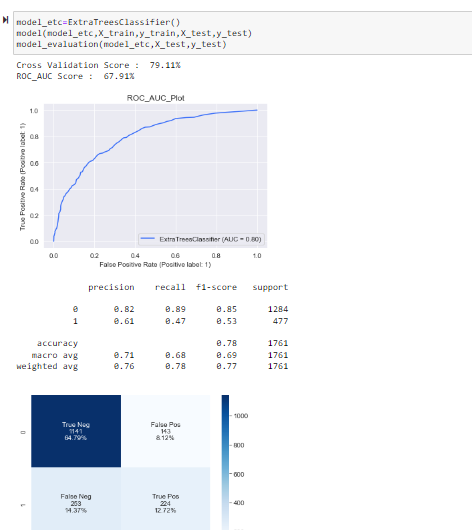 model_etc=ExtraTreesClassifier()
model(model_etc,X_train,y_train,X_test,y_test)
model_evaluation(model_etc,X_test,y_test)
Cross Validation Score : 79.11%
ROC_AUC Score : 67.91%
ROC_AUC_Plot
True Positive Rate (Positive label: 1)
1.0
0.8
0.6
0.4
0.2
0.0
ExtraTreesClassifier (AUC = 0.80)
0.0 0.2 0.4 0.6 0.8 1.0
False Positive Rate (Positive label: 1)
precision recall f1-score support
0 0.82 0.89 0.85 1284
1 0.61 0.47 0.53 477
accuracy 0.78 1761
macro avg 0.71 0.68 0.69 1761
weighted avg 0.76 0.78 0.77 1761
0
True Neg
1141
64.79%
False Pos
143
8.12%
1
False Neg
253
14.37%
True Pos
224
12.72%
1000
800
600
400